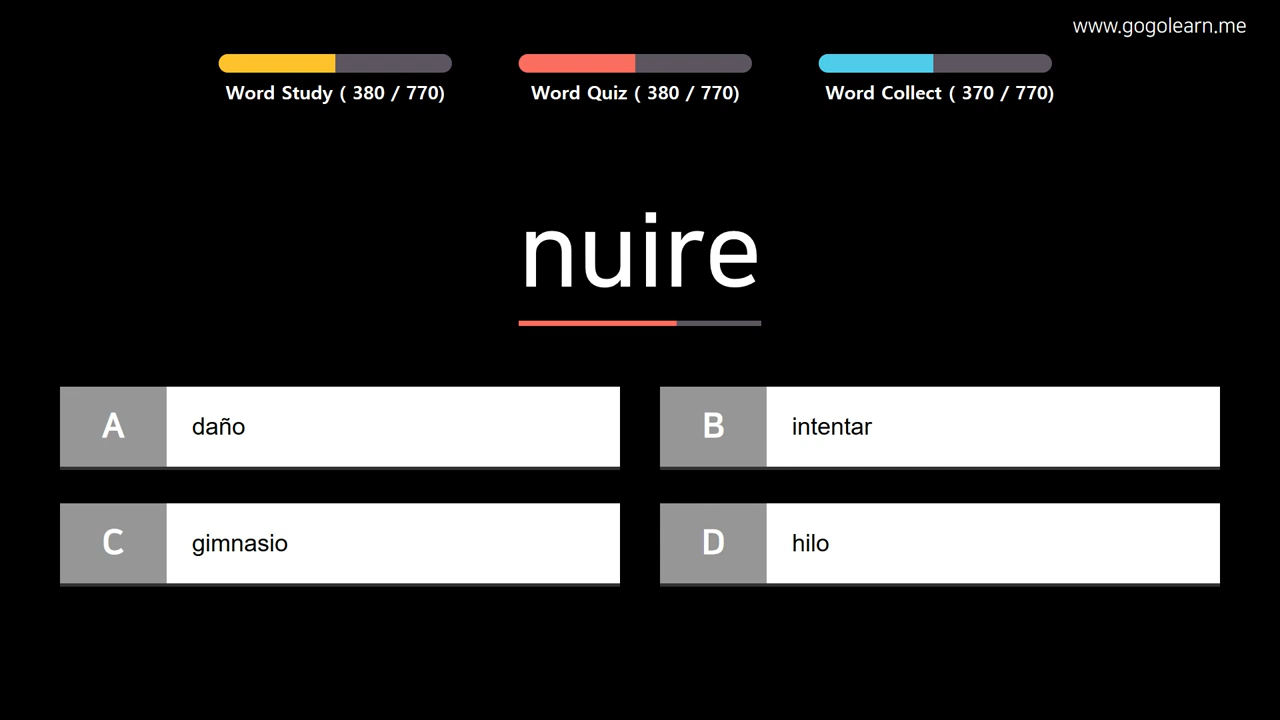 www.gogolearn.me
Word Study ( 380 / 770)
Word Quiz ( 380 / 770)
Word Collect ( 370 / 770)
nuire
A daño
B intentar
C gimnasio
D hilo